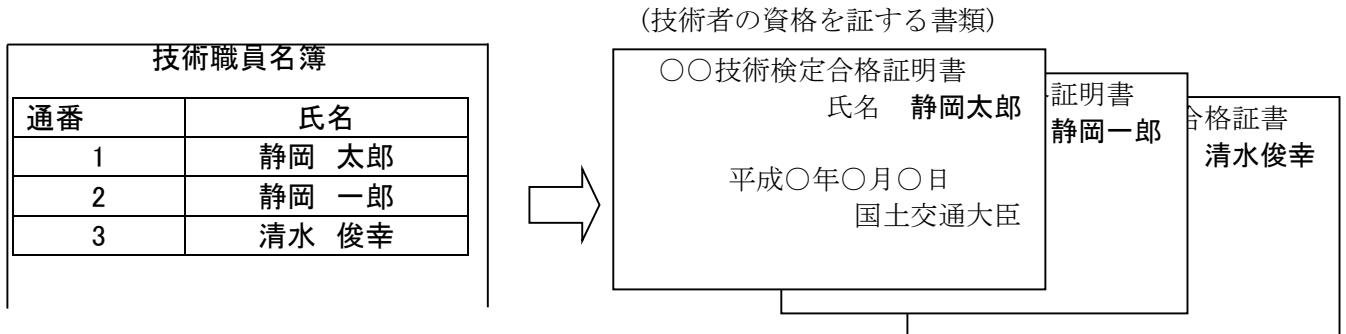 (技術者の資格を証する書類)
技術職員名簿
通番 氏名
1 静岡 太郎
2 静岡 一郎
3 清水 俊幸
○○技術検定合格証明書
氏名 静岡太郎
平成○年○月○日
国土交通大臣
証明書
静岡一郎
合格証書
清水俊幸